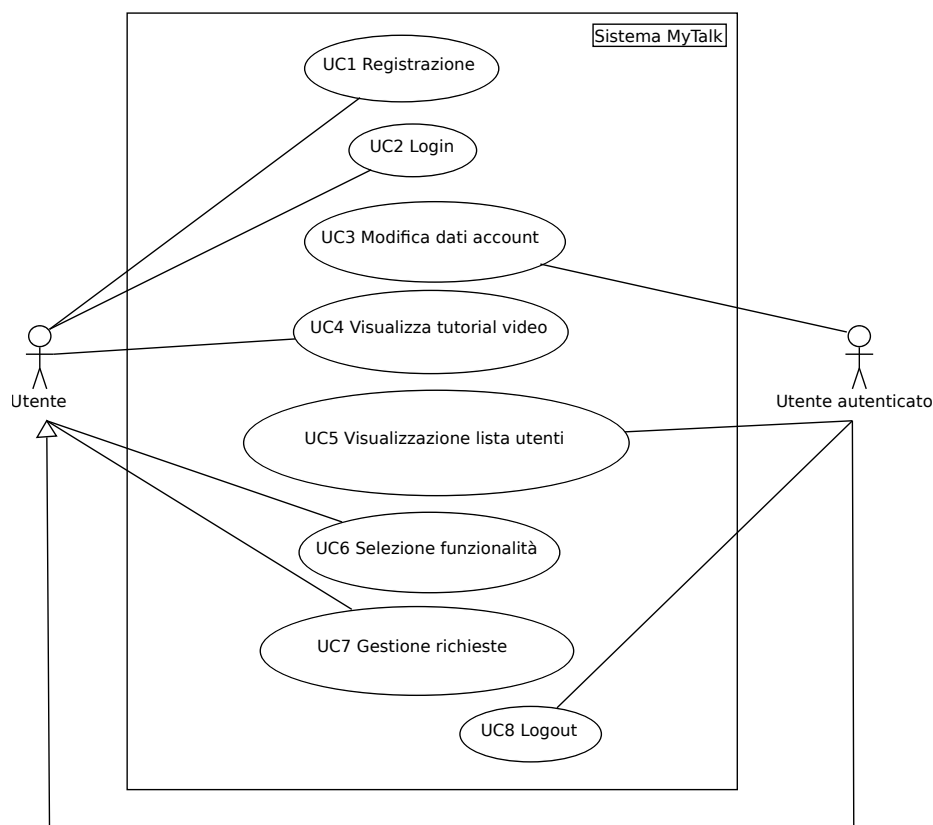 Sistema MyTalk
UC1 Registrazione
UC2 Login
UC3 Modifica dati account
UC4 Visualizza tutorial video
Utente
Utente autenticato
UC5 Visualizzazione lista utenti
UC6 Selezione funzionalità
UC7 Gestione richieste
UC8 Logout